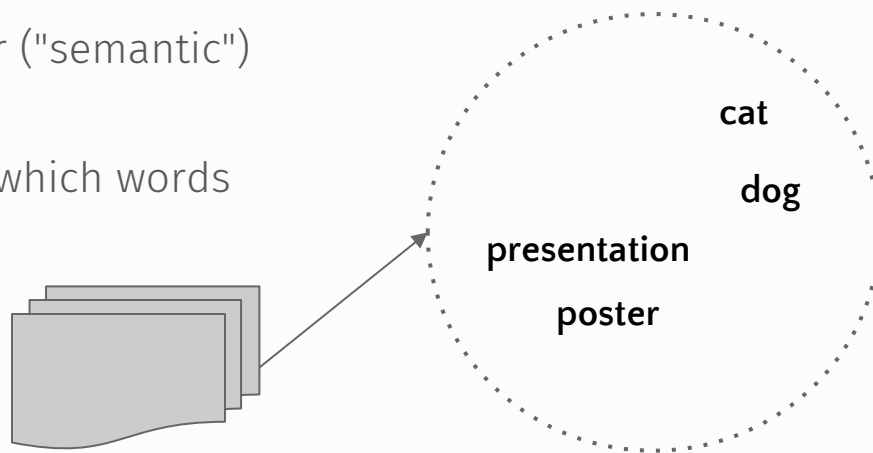 r ("semantic")
which words
cat
dog
presentation
poster